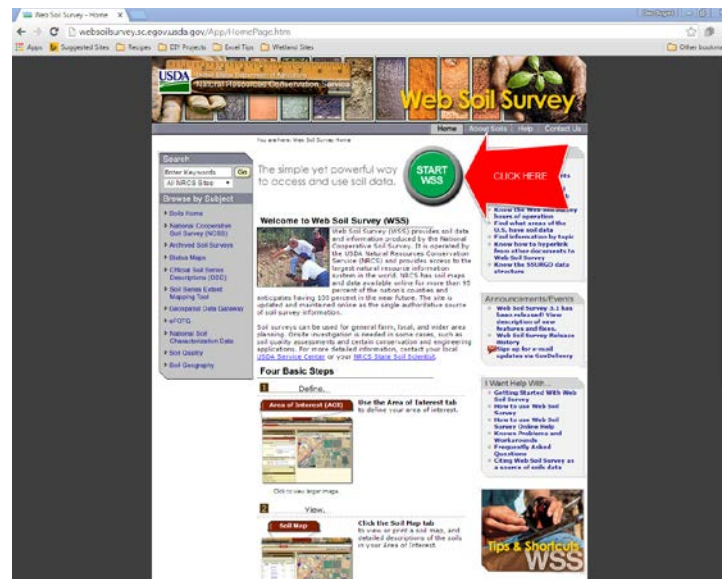 Web Soil Survey - Home
websoilsurvey.sc.egov.usda.gov/App/HomePage.htm
Apps
Suggested Sites
Recipes
DIY Projects
Excel Tips
Wetland Sites
Other bookma
USDA
United States Department of Agriculture
Natural Resources Conservation Service
Web Soil Survey
Home
About Soils
Help
Contact Us
You are here: Web Soil Survey Home
Search
Enter Keywords
Go
All NRCS Sites
Browse by Subject
Soils Home
National Cooperative
Soil Survey (NCSS)
Archived Soil Surveys
Status Maps
Official Soil Series
Descriptions (OSD)
Soil Series Extent
Mapping Tool
Geospatial Data Gateway
eFOTG
National Soil
Characterization Data
Soil Quality
Soil Geography
The simple yet powerful way
to access and use soil data.
START
WSS
CLICK HERE
Welcome to Web Soil Survey (WSS)
Web Soil Survey (WSS) provides soil data
and information produced by the National
Cooperative Soil Survey. It is operated by
the USDA Natural Resources Conservation
Service (NRCS) and provides access to the
largest natural resource information
system in the world. NRCS has soil maps
and data available online for more than 95
percent of the nation's counties and
anticipates having 100 percent in the near future. The site is
updated and maintained online as the single authoritative source
of soil survey information.
Soil surveys can be used for general farm, local, and wider area
planning. Onsite investigation is needed in some cases, such as
soil quality assessments and certain conservation and engineering
applications. For more detailed information, contact your local
USDA Service Center or your NRCS State Soil Scientist.
Four Basic Steps
1
Define.
Area of Interest (AOI)
Use the Area of Interest tab
to define your area of interest.
Click to view larger image.
2
View.
Soil Map
Click the Soil Map tab
to view or print a soil map, and
detailed descriptions of the soils
in your Area of Interest.
Know the Web Soil Survey
hours of operation
Find what areas of the
U.S. have soil data
Find information by topic
Know how to hyperlink
from other documents to
Web Soil Survey
Know the SSURGO data
structure
Announcements/Events
Web Soil Survey 3.1 has
been released! View
description of new
features and fixes.
Web Soil Survey Release
History
Sign up for e-mail
updates via GovDelivery
I Want Help With...
Getting Started With Web
Soil Survey
How to use Web Soil
Survey
How to use Web Soil
Survey Online Help
Known Problems and
Workarounds
Frequently Asked
Questions
Citing Web Soil Survey as
a source of soils data
Tips & Shortcuts
WSS